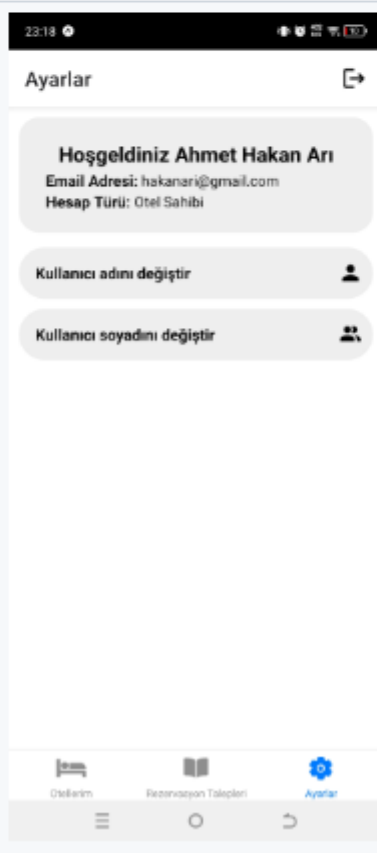 23:18
Ayarlar
Hoşgeldiniz Ahmet Hakan Arı
Email Adresi: hakanari@gmail.com
Hesap Türü: Otel Sahibi
Kullanıcı adını değiştir
Kullanıcı soyadını değiştir
Otellerim Rezervasyon Talepleri Ayarlar